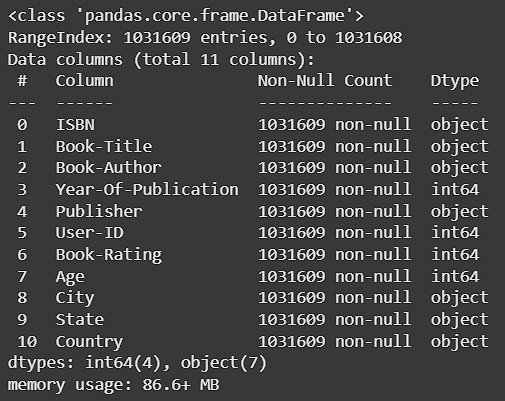 <class 'pandas.core.frame.DataFrame'>
RangeIndex: 1031609 entries, 0 to 1031608
Data columns (total 11 columns):
 #   Column               Non-Null Count    Dtype
---  ------               --------------    -----
 0   ISBN                 1031609 non-null  object
 1   Book-Title           1031609 non-null  object
 2   Book-Author          1031609 non-null  object
 3   Year-Of-Publication  1031609 non-null  int64
 4   Publisher            1031609 non-null  object
 5   User-ID              1031609 non-null  int64
 6   Book-Rating          1031609 non-null  int64
 7   Age                  1031609 non-null  int64
 8   City                 1031609 non-null  object
 9   State                1031609 non-null  object
 10  Country              1031609 non-null  object
dtypes: int64(4), object(7)
memory usage: 86.6+ MB